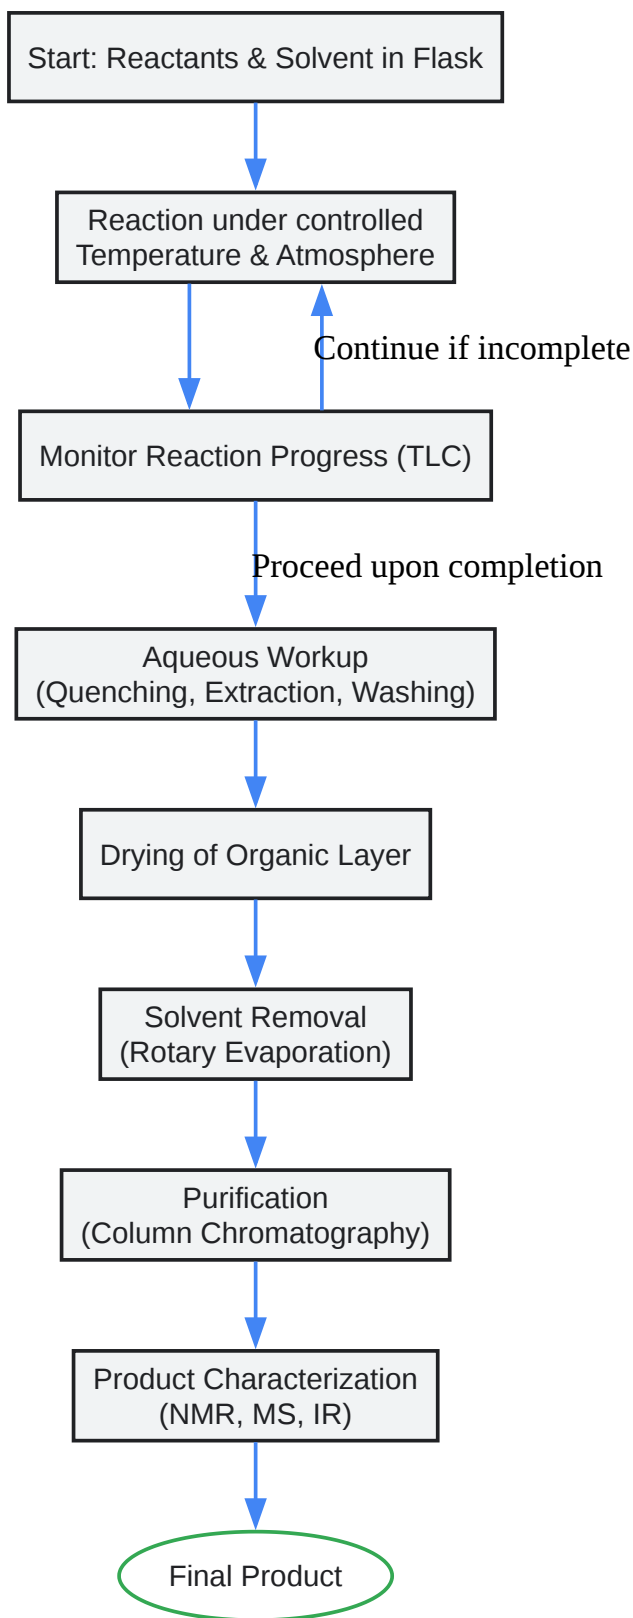 Start: Reactants & Solvent in Flask
Reaction under controlled
Temperature & Atmosphere
Continue if incomplete
Monitor Reaction Progress (TLC)
Proceed upon completion
Aqueous Workup
(Quenching, Extraction, Washing)
Drying of Organic Layer
Solvent Removal
(Rotary Evaporation)
Purification
(Column Chromatography)
Product Characterization
(NMR, MS, IR)
Final Product